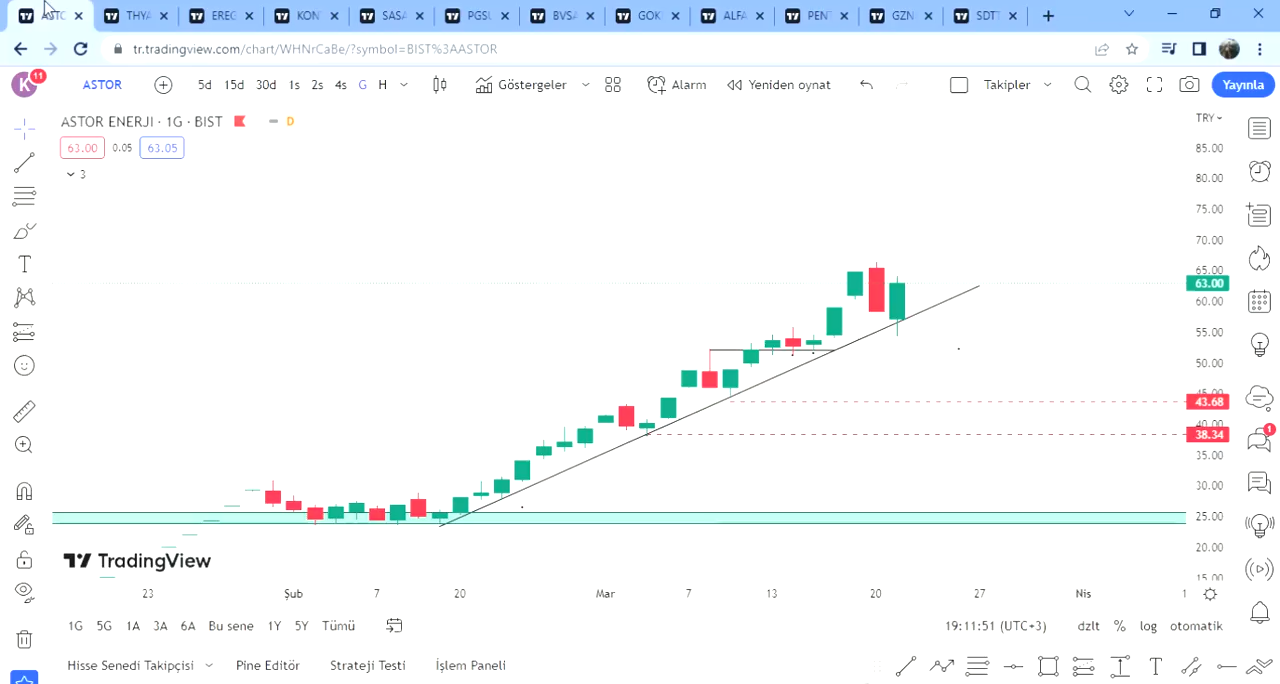 ASTC THYA EREG KONT SASA PGSU BVSA GOK ALFA PENT GZN SDTT
tr.tradingview.com/chart/WHNrCaBe/?symbol=BIST%3AASTOR
K 11 ASTOR 5d 15d 30d 1s 2s 4s G H Göstergeler Alarm Yeniden oynat Takipler Yayınla
ASTOR ENERJI · 1G · BIST D TRY
63.00 0.05 63.05
3
85.00
80.00
75.00
70.00
65.00
63.00
60.00
55.00
50.00
45.00
43.68
40.00
38.34
35.00
30.00
25.00
20.00
15.00
1
TradingView
23 Şub 7 20 Mar 7 13 20 27 Nis 1
1G 5G 1A 3A 6A Bu sene 1Y 5Y Tümü 19:11:51 (UTC+3) dzlt % log otomatik
Hisse Senedi Takipçisi Pine Editör Strateji Testi İşlem Paneli